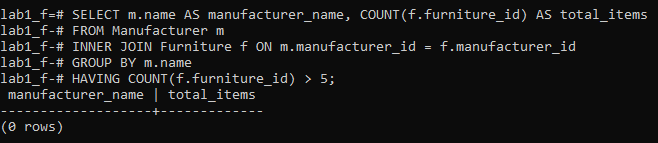 lab1_f=# SELECT m.name AS manufacturer_name, COUNT(f.furniture_id) AS total_items
lab1_f-# FROM Manufacturer m
lab1_f-# INNER JOIN Furniture f ON m.manufacturer_id = f.manufacturer_id
lab1_f-# GROUP BY m.name
lab1_f-# HAVING COUNT(f.furniture_id) > 5;
 manufacturer_name | total_items
-------------------+-------------
(0 rows)